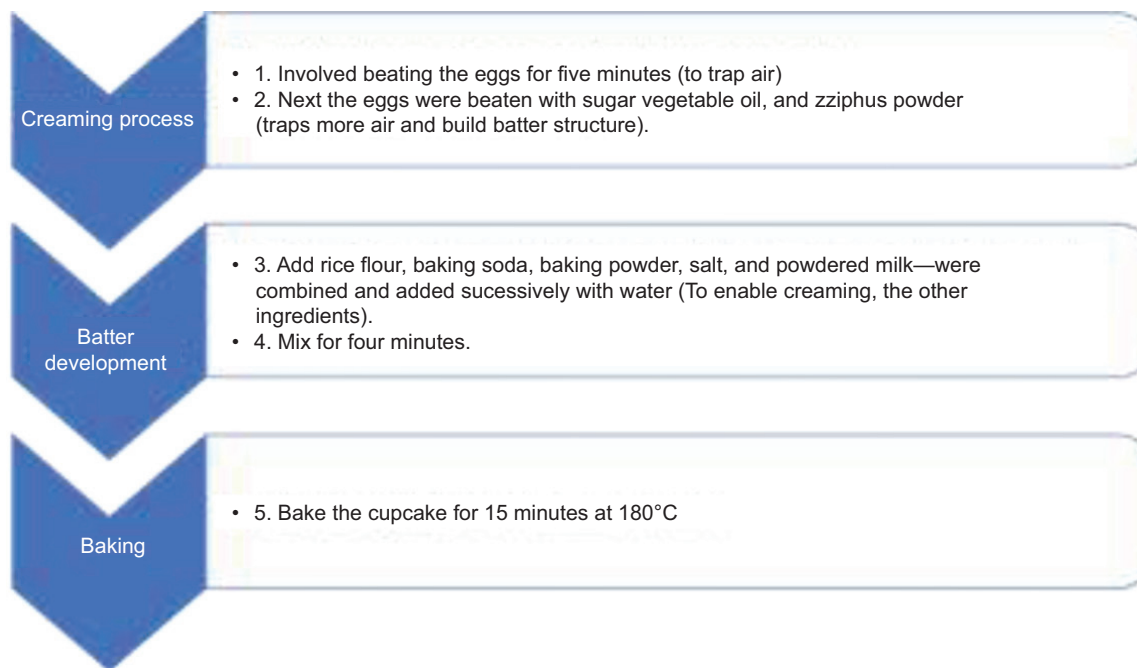 Creaming process
• 1. Involved beating the eggs for five minutes (to trap air)
• 2. Next the eggs were beaten with sugar vegetable oil, and zziphus powder
(traps more air and build batter structure).
Batter
development
• 3. Add rice flour, baking soda, baking powder, salt, and powdered milk—were
combined and added sucessively with water (To enable creaming, the other
ingredients).
• 4. Mix for four minutes.
Baking
• 5. Bake the cupcake for 15 minutes at 180°C